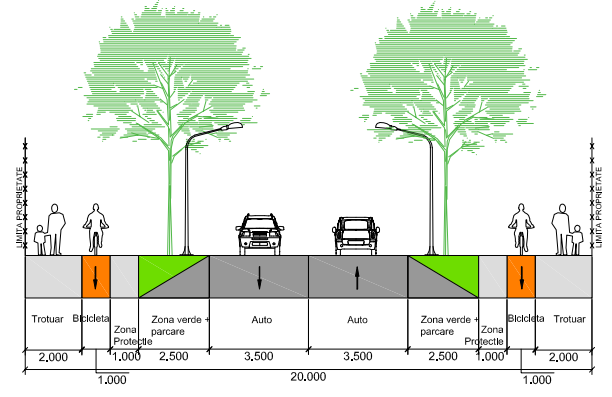 LIMITA PROPRIETATE
LIMITA PROPRIETATE
Trotuar
Bicicleta
Zona
Protectie
Zona verde +
parcare
Auto
Auto
Zona verde +
parcare
Zona
Protectie
Bicicleta
Trotuar
2,000
1,000
2,500
3,500
3,500
2,500
1,000
2,000
1.000
20.000
1.000